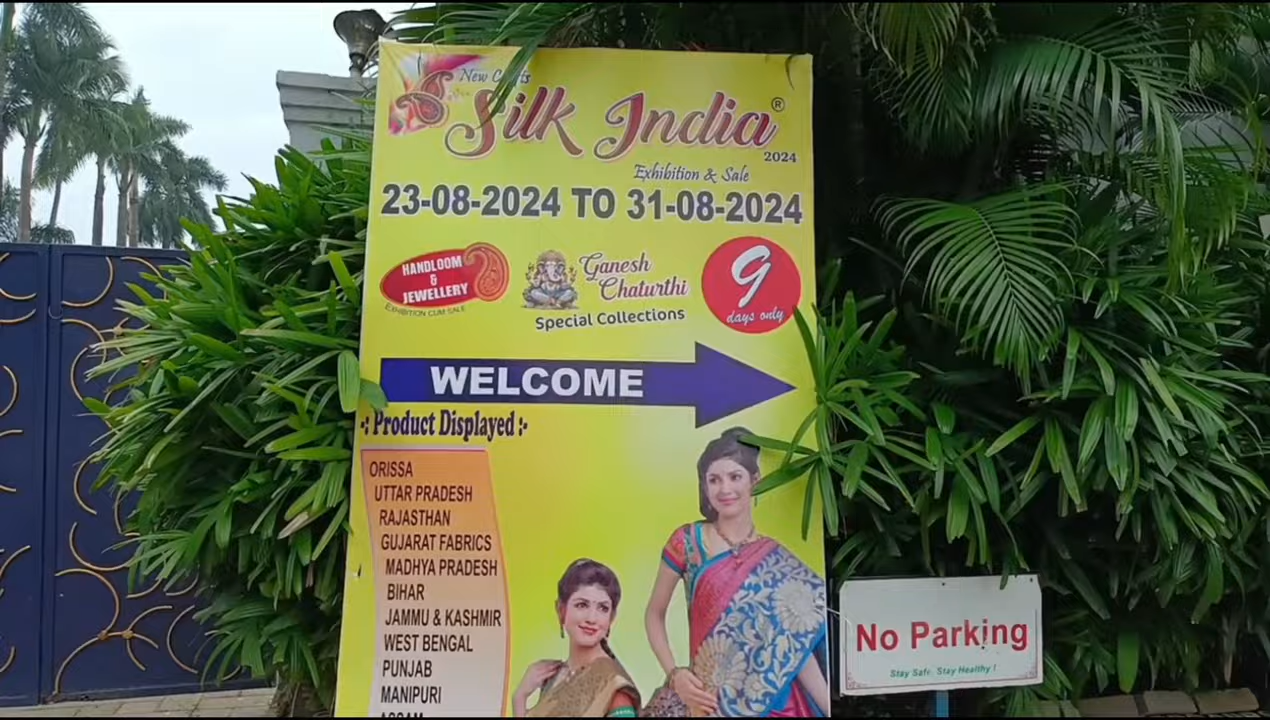 New
Silk India®
2024
Exhibition & Sale
23-08-2024 TO 31-08-2024
HANDLOOM
&
JEWELLERY
EXHIBITION CUM SALE
Ganesh
Chaturthi
Special Collections
9
days only
WELCOME
-: Product Displayed :-
ORISSA
UTTAR PRADESH
RAJASTHAN
GUJARAT FABRICS
MADHYA PRADESH
BIHAR
JAMMU & KASHMIR
WEST BENGAL
PUNJAB
MANIPURI
ASSAM
No Parking
Stay Safe, Stay Healthy !